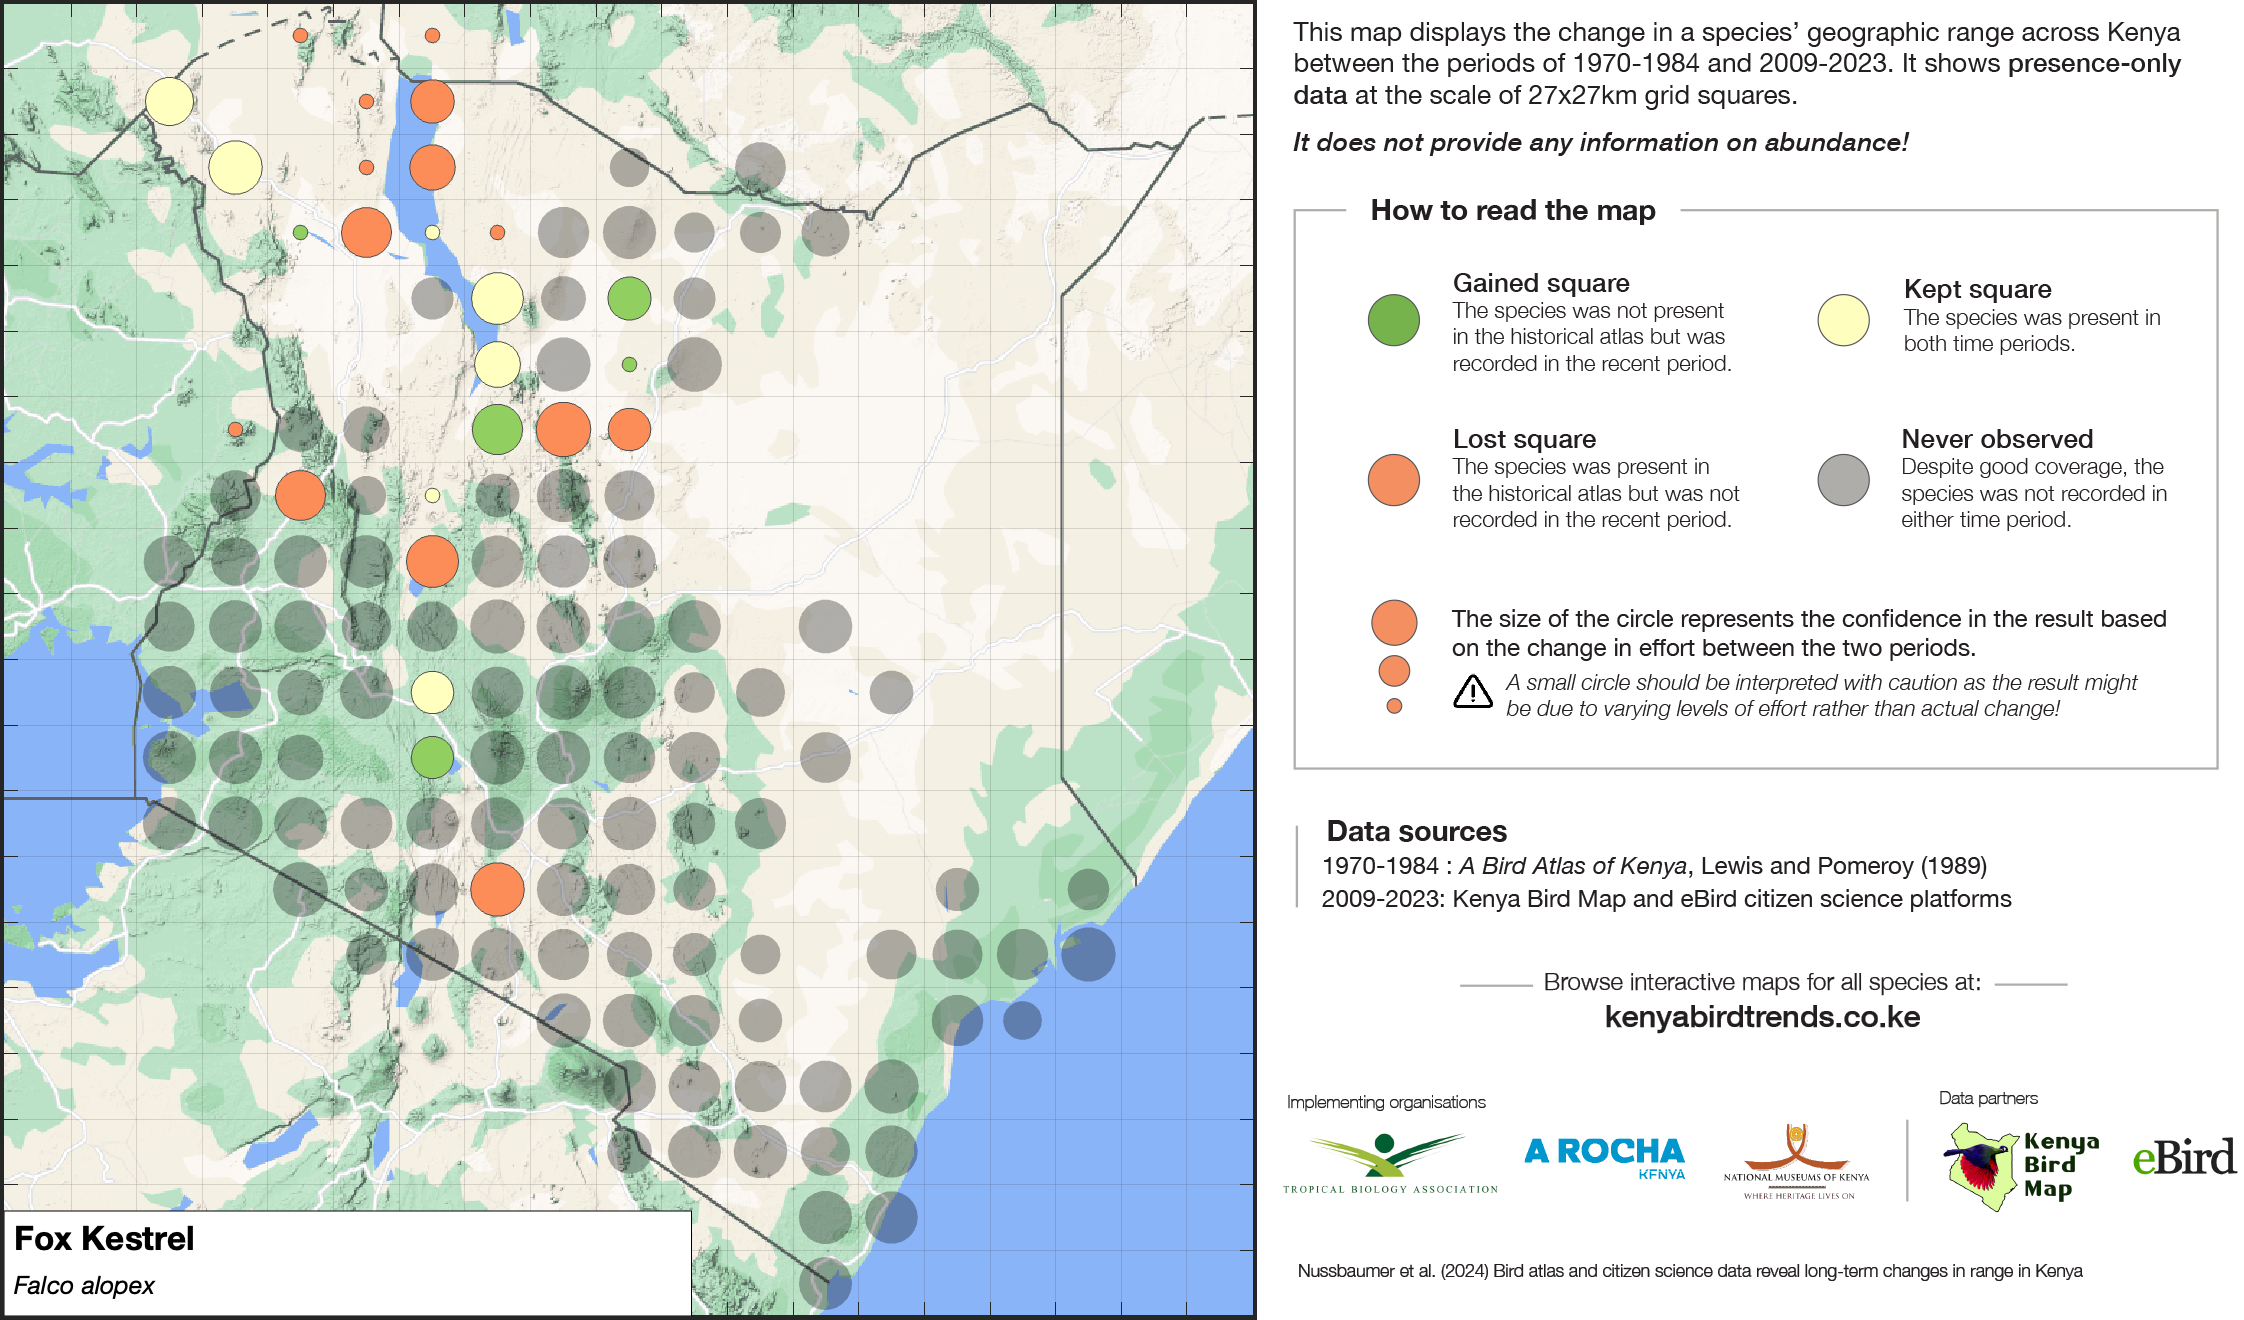 This map displays the change in a species’ geographic range across Kenya
between the periods of 1970-1984 and 2009-2023. It shows presence-only
data at the scale of 27x27km grid squares.
It does not provide any information on abundance!
How to read the map
Gained square
The species was not present
in the historical atlas but was
recorded in the recent period.
Kept square
The species was present in
both time periods.
Lost square
The species was present in
the historical atlas but was not
recorded in the recent period.
Never observed
Despite good coverage, the
species was not recorded in
either time period.
The size of the circle represents the confidence in the result based
on the change in effort between the two periods.
A small circle should be interpreted with caution as the result might
be due to varying levels of effort rather than actual change!
Data sources
1970-1984 : A Bird Atlas of Kenya, Lewis and Pomeroy (1989)
2009-2023: Kenya Bird Map and eBird citizen science platforms
Browse interactive maps for all species at:
kenyabirdtrends.co.ke
Implementing organisations
Data partners
TROPICAL BIOLOGY ASSOCIATION
A ROCHA
KENYA
NATIONAL MUSEUMS OF KENYA
WHERE HERITAGE LIVES ON
Kenya
Bird
Map
eBird
Fox Kestrel
Falco alopex
Nussbaumer et al. (2024) Bird atlas and citizen science data reveal long-term changes in range in Kenya